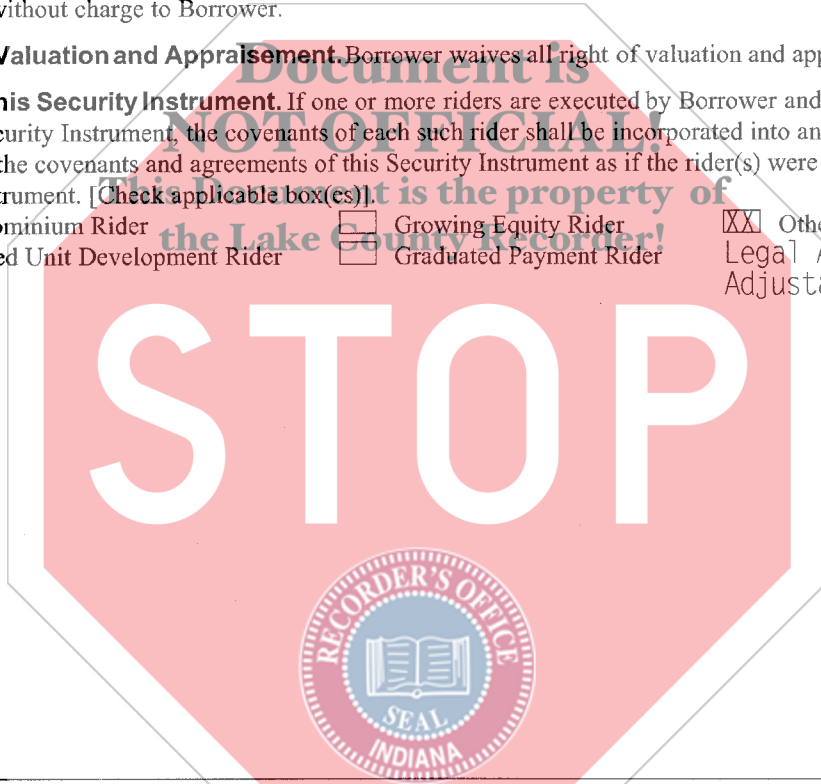 without charge to Borrower.
Valuation and Appraisement. Borrower waives all right of valuation and app
his Security Instrument. If one or more riders are executed by Borrower and
curity Instrument, the covenants of each such rider shall be incorporated into an
the covenants and agreements of this Security Instrument as if the rider(s) were
trument. [Check applicable box(es)].
ominium Rider Growing Equity Rider XX Othe
ed Unit Development Rider Graduated Payment Rider Legal A
Adjusta
Document is
NOT OFFICIAL!
This Document is the property of
the Lake County Recorder!
STOP
RECORDER'S OFFICE
SEAL
INDIANA